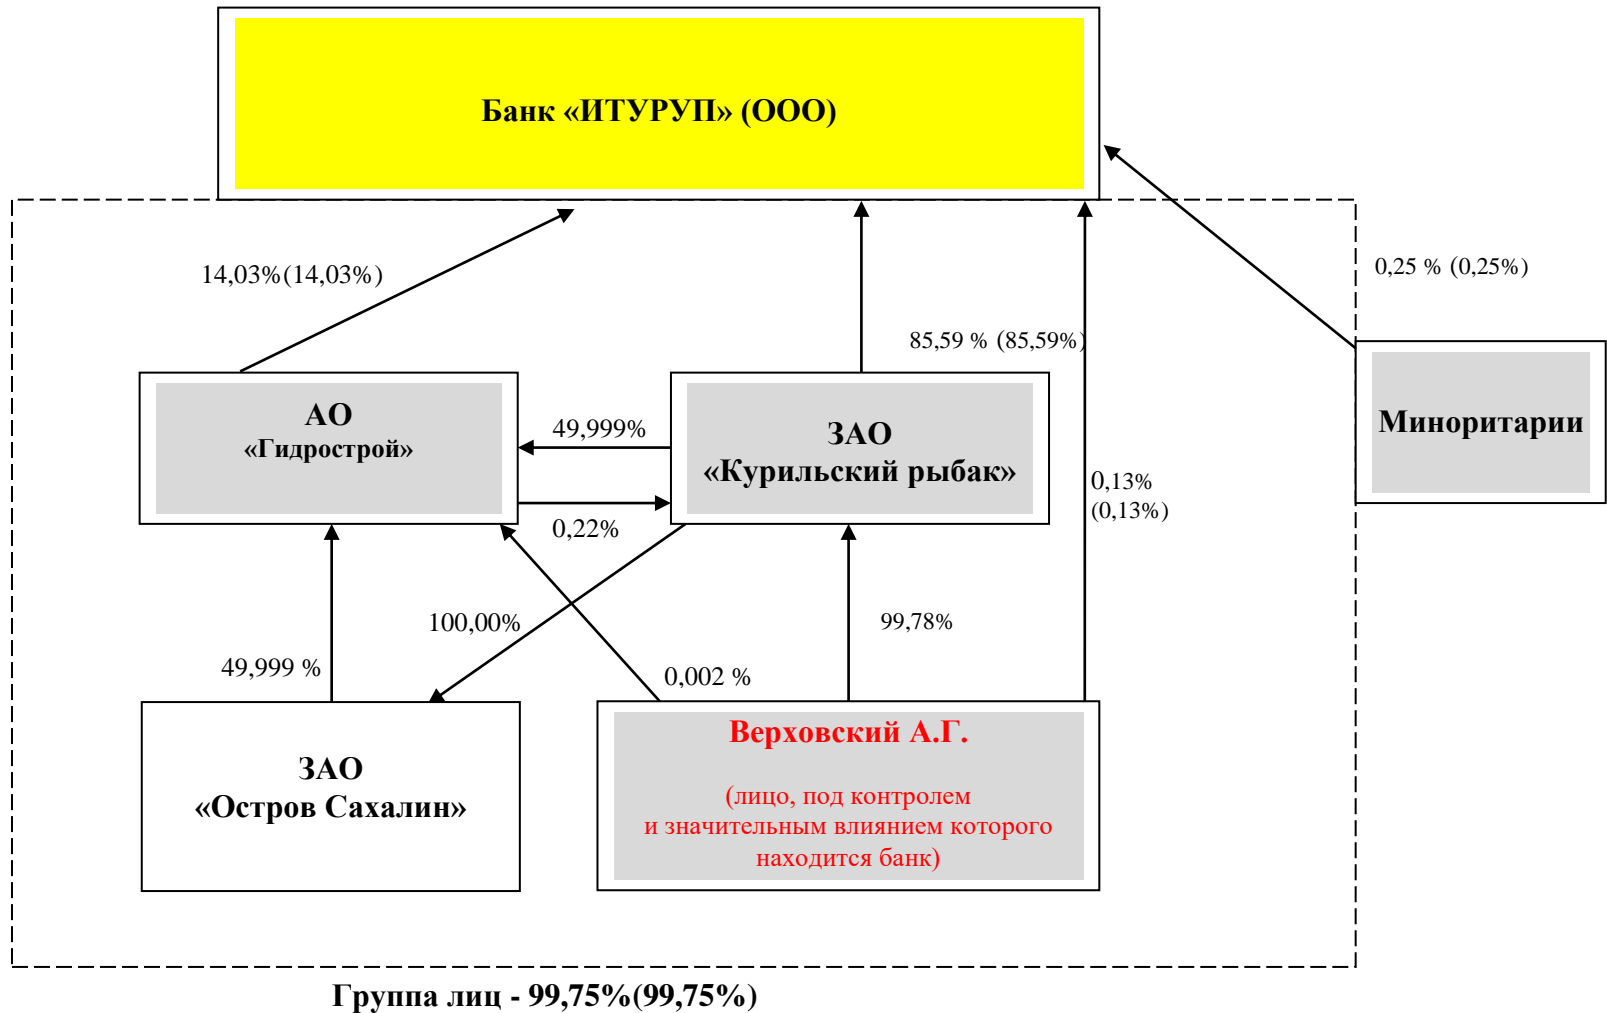 Банк «ИТУРУП» (ООО)
14,03%(14,03%)
0,25 % (0,25%)
85,59 % (85,59%)
АО
«Гидрострой»
49,999%
ЗАО
«Курильский рыбак»
Миноритарии
0,13%
(0,13%)
0,22%
100,00%
99,78%
49,999 %
0,002 %
ЗАО
«Остров Сахалин»
Верховский А.Г.
(лицо, под контролем
и значительным влиянием которого
находится банк)
Группа лиц - 99,75%(99,75%)